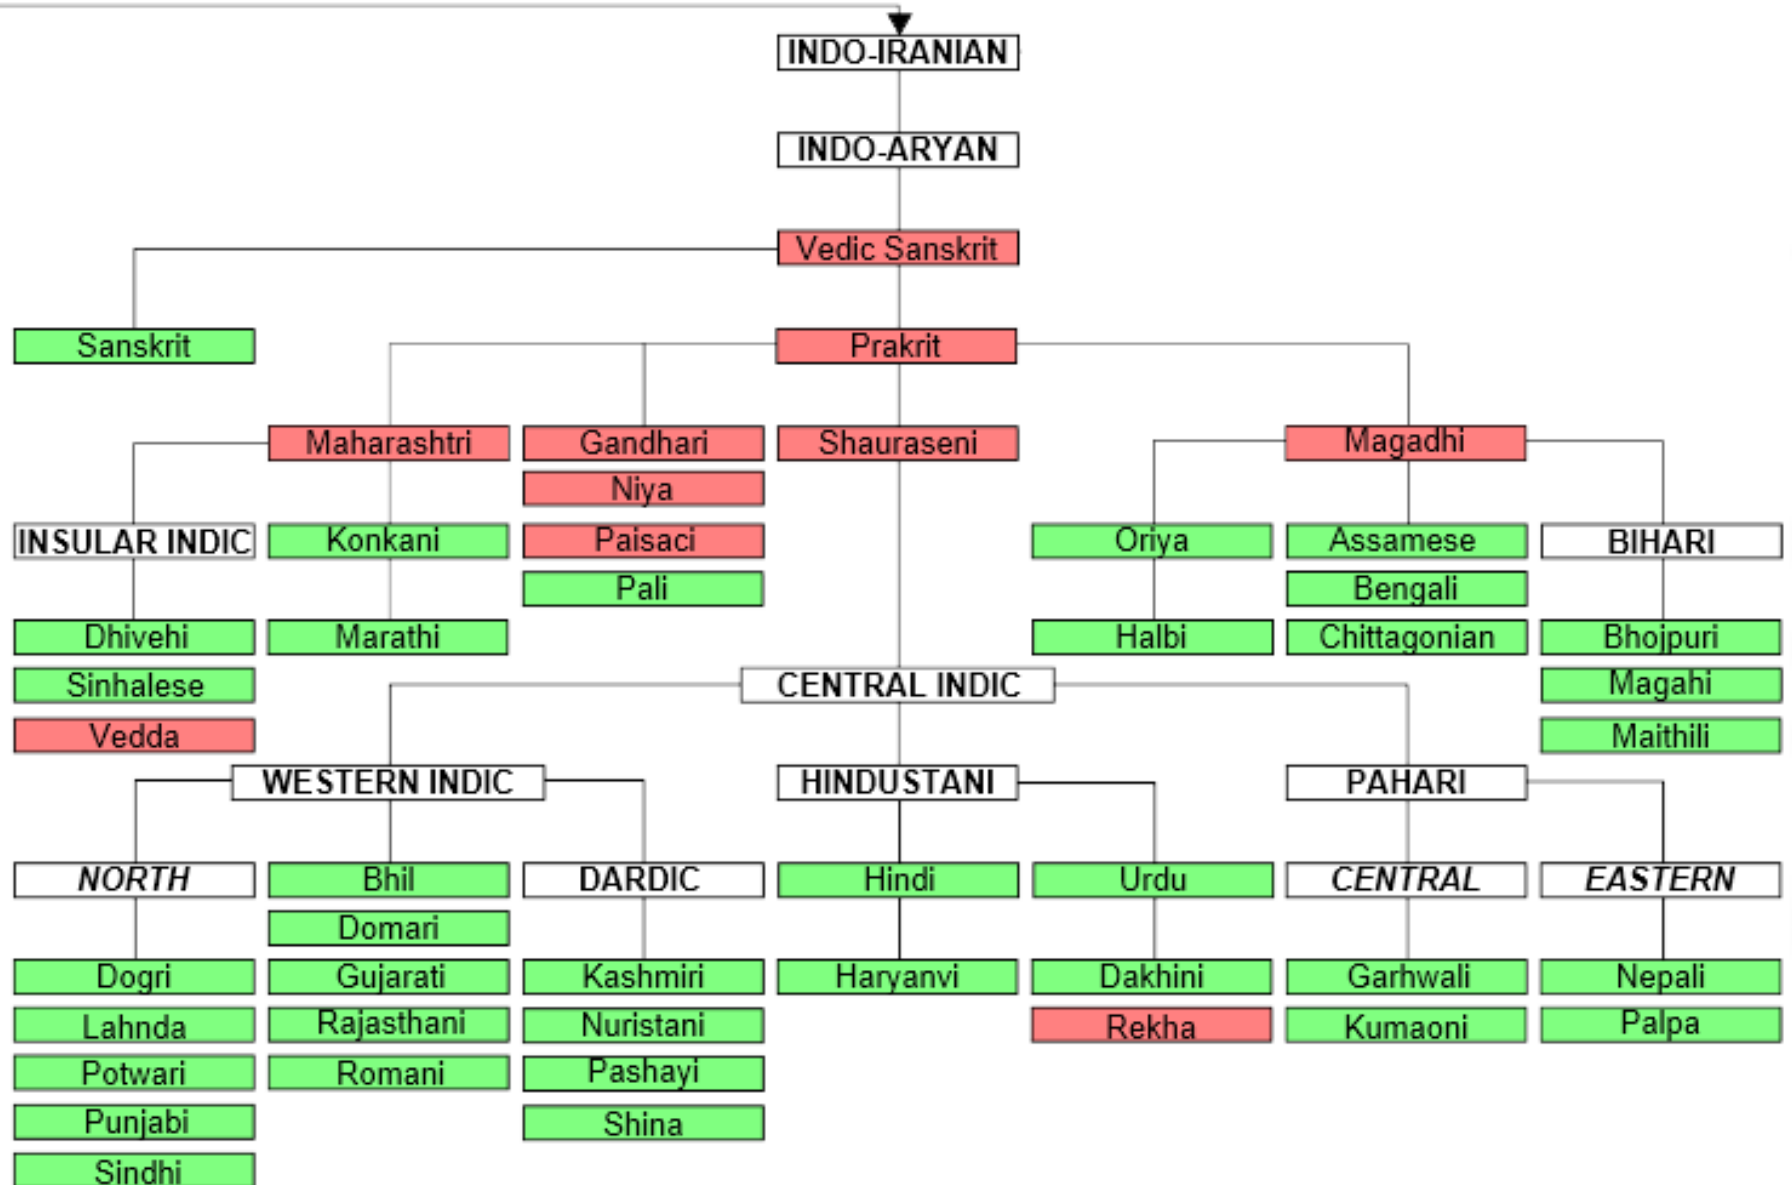 INDO-IRANIAN
INDO-ARYAN
Vedic Sanskrit
Sanskrit
Prakrit
Maharashtri
Gandhari
Shauraseni
Magadhi
Niya
INSULAR INDIC
Konkani
Paisaci
Oriya
Assamese
BIHARI
Pali
Bengali
Dhivehi
Marathi
Halbi
Chittagonian
Bhojpuri
Sinhalese
CENTRAL INDIC
Magahi
Vedda
Maithili
WESTERN INDIC
HINDUSTANI
PAHARI
NORTH
Bhil
DARDIC
Hindi
Urdu
CENTRAL
EASTERN
Domari
Dogri
Gujarati
Kashmiri
Haryanvi
Dakhini
Garhwali
Nepali
Lahnda
Rajasthani
Nuristani
Rekha
Kumaoni
Palpa
Potwari
Romani
Pashayi
Punjabi
Shina
Sindhi